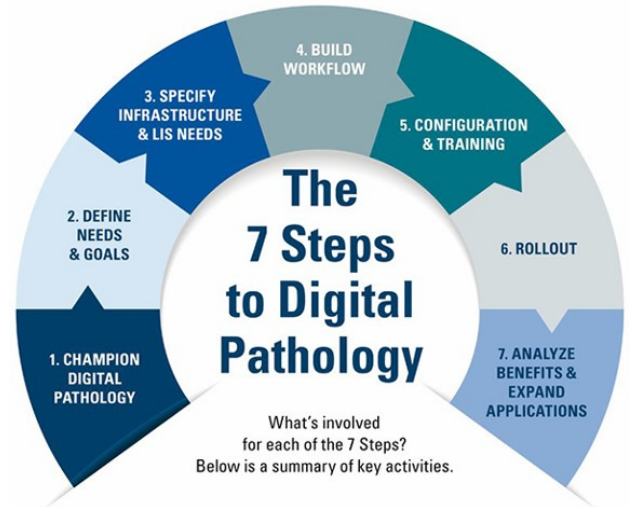 The
7 Steps
to Digital
Pathology
1. CHAMPION
DIGITAL
PATHOLOGY
2. DEFINE
NEEDS
& GOALS
3. SPECIFY
INFRASTRUCTURE
& LIS NEEDS
4. BUILD
WORKFLOW
5. CONFIGURATION
& TRAINING
6. ROLLOUT
7. ANALYZE
BENEFITS &
EXPAND
APPLICATIONS
What's involved
for each of the 7 Steps?
Below is a summary of key activities.